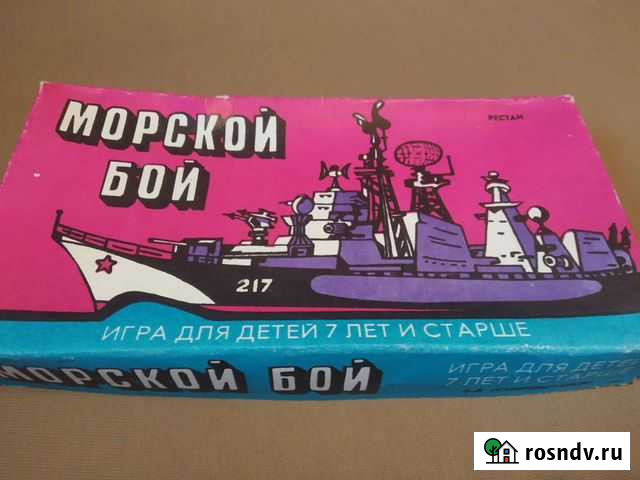 МОРСКОЙ
БОЙ
РЕСТАН
217
ИГРА ДЛЯ ДЕТЕЙ 7 ЛЕТ И СТАРШЕ
МОРСКОЙ БОЙ
ИГРА ДЛЯ ДЕТЕ
7 ЛЕТ И СТАР
rosndv.ru